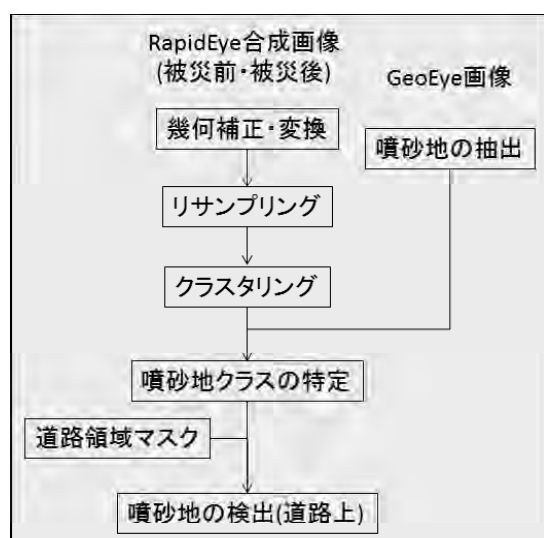 RapidEye合成画像
(被災前・被災後)
GeoEye画像
幾何補正・変換
噴砂地の抽出
リサンプリング
クラスタリング
噴砂地クラスの特定
道路領域マスク
噴砂地の検出(道路上)